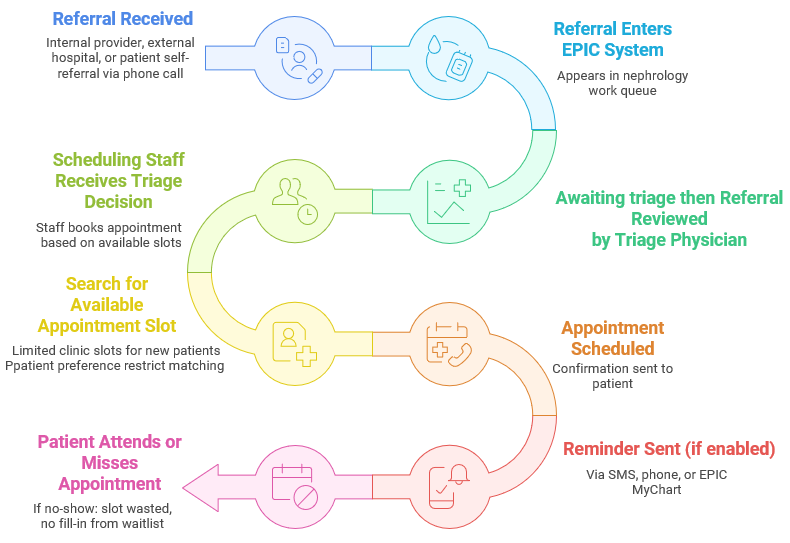 Referral Received
Internal provider, external
hospital, or patient self-
referral via phone call
Referral Enters
EPIC System
Appears in nephrology
work queue
Awaiting triage then Referral
Reviewed
by Triage Physician
Scheduling Staff
Receives Triage
Decision
Staff books appointment
based on available slots
Search for
Available
Appointment Slot
Limited clinic slots for new patients
Ppatient preference restrict matching
Appointment
Scheduled
Confirmation sent to
patient
Reminder Sent (if enabled)
Via SMS, phone, or EPIC
MyChart
Patient Attends or
Misses
Appointment
If no-show: slot wasted,
no fill-in from waitlist